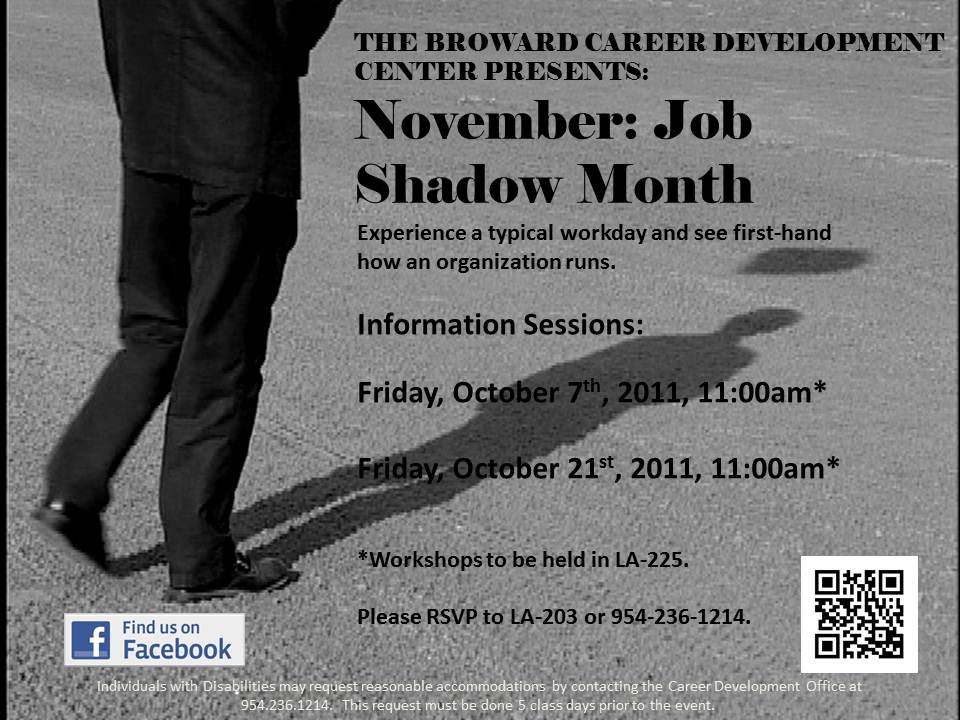 THE BROWARD CAREER DEVELOPMENT
CENTER PRESENTS:
November: Job
Shadow Month
Experience a typical workday and see first-hand
how an organization runs.
Information Sessions:
Friday, October 7th, 2011, 11:00am*
Friday, October 21st, 2011, 11:00am*
*Workshops to be held in LA-225.
Please RSVP to LA-203 or 954-236-1214.
f Find us on
Facebook
Individuals with Disabilities may request reasonable accommodations by contacting the Career Development Office at
954.236.1214. This request must be done 5 class days prior to the event.